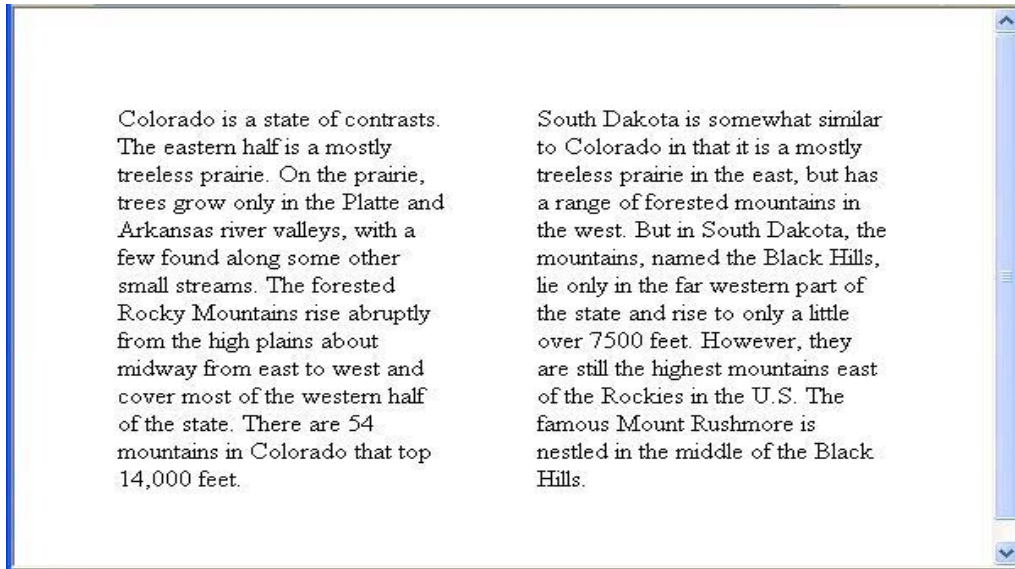 Colorado is a state of contrasts.
The eastern half is a mostly
treeless prairie. On the prairie,
trees grow only in the Platte and
Arkansas river valleys, with a
few found along some other
small streams. The forested
Rocky Mountains rise abruptly
from the high plains about
midway from east to west and
cover most of the western half
of the state. There are 54
mountains in Colorado that top
14,000 feet.
South Dakota is somewhat similar
to Colorado in that it is a mostly
treeless prairie in the east, but has
a range of forested mountains in
the west. But in South Dakota, the
mountains, named the Black Hills,
lie only in the far western part of
the state and rise to only a little
over 7500 feet. However, they
are still the highest mountains east
of the Rockies in the U.S. The
famous Mount Rushmore is
nestled in the middle of the Black
Hills.